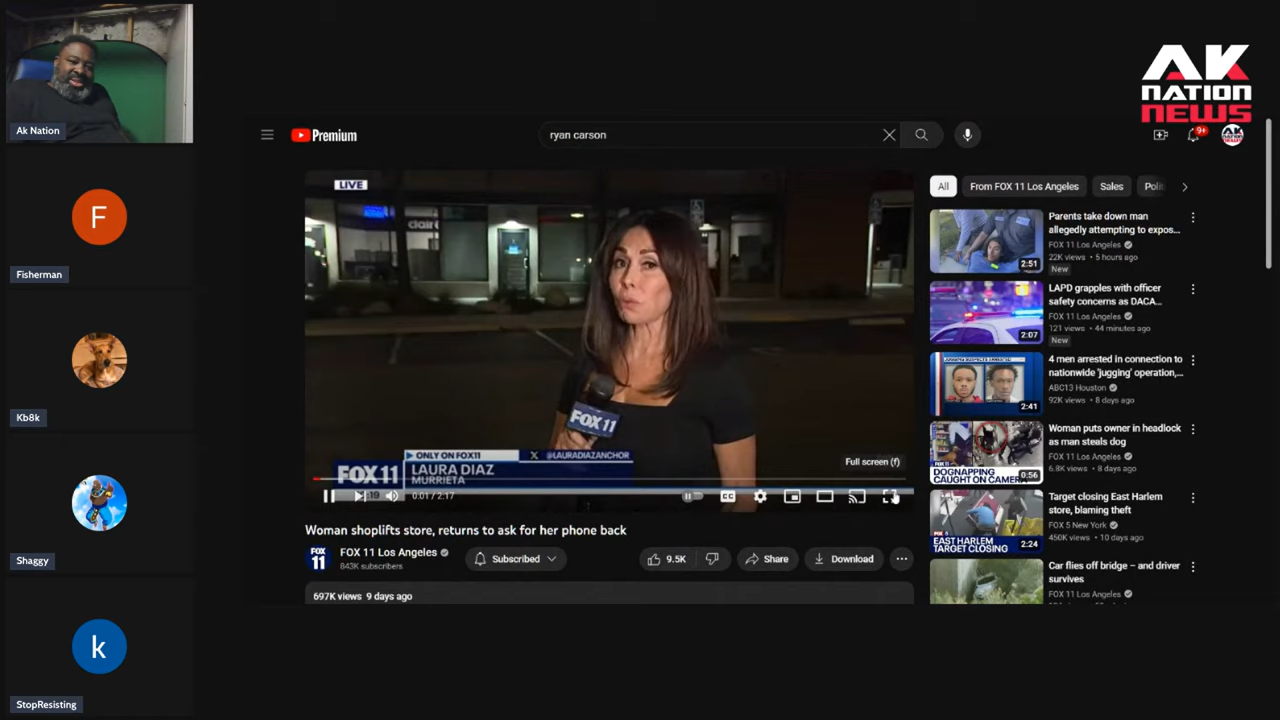 Ak Nation
F
Fisherman
Kb8k
Shaggy
k
StopResisting
AK
NATION
NEWS
Premium
ryan carson
9+
LIVE
FOX 11
ONLY ON FOX11
X @LAURADIAZANCHOR
FOX 11
LAURA DIAZ
MURRIETA
Full screen (f)
0:01 / 2:17
CC
Woman shoplifts store, returns to ask for her phone back
FOX 11
FOX 11 Los Angeles
843K subscribers
Subscribed
9.5K
Share
Download
697K views 9 days ago
All
From FOX 11 Los Angeles
Sales
Parents take down man
allegedly attempting to expos...
FOX 11 Los Angeles
22K views • 5 hours ago
New
2:51
LAPD grapples with officer
safety concerns as DACA...
FOX 11 Los Angeles
121 views • 44 minutes ago
New
2:07
4 men arrested in connection to
nationwide 'jugging' operation,...
ABC13 Houston
92K views • 8 days ago
2:41
Woman puts owner in headlock
as man steals dog
FOX 11 Los Angeles
6.8K views • 8 days ago
DOGNAPPING
CAUGHT ON CAMERA
0:56
Target closing East Harlem
store, blaming theft
FOX 5 New York
450K views • 10 days ago
EAST HARLEM
TARGET CLOSING
2:24
Car flies off bridge – and driver
survives
FOX 11 Los Angeles